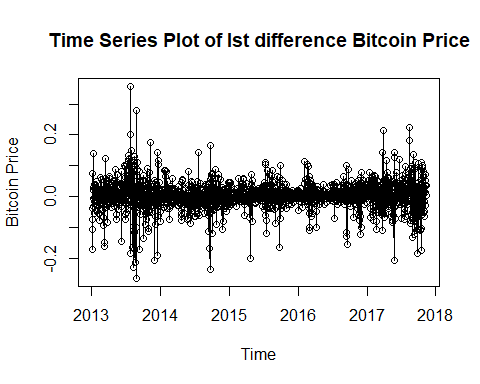 Time Series Plot of Ist difference Bitcoin Price
Bitcoin Price
0.2
0.0
-0.2
2013 2014 2015 2016 2017 2018
Time